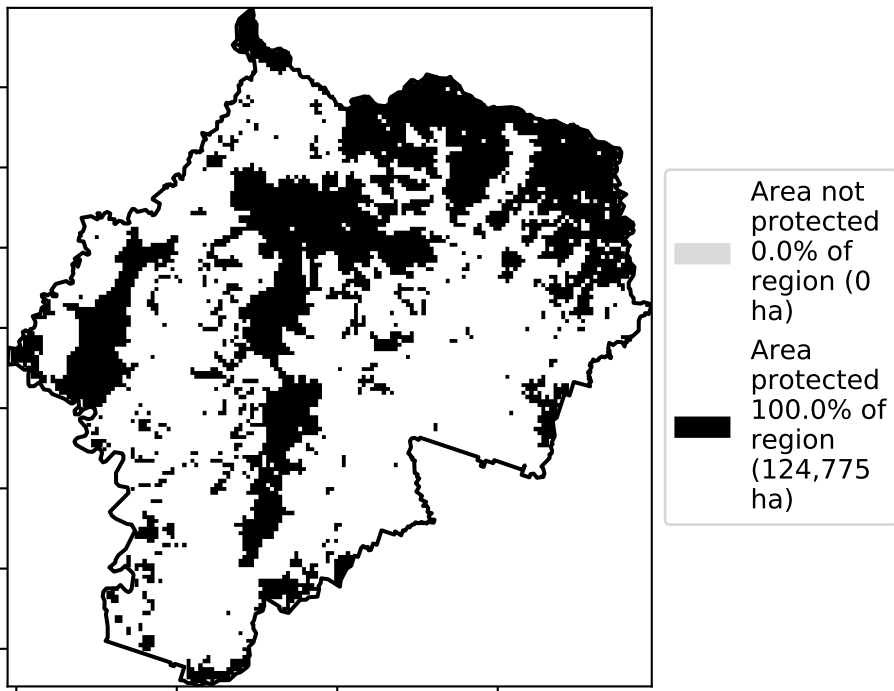 Area not
protected
0.0% of
region (0
ha)
Area
protected
100.0% of
region
(124,775
ha)